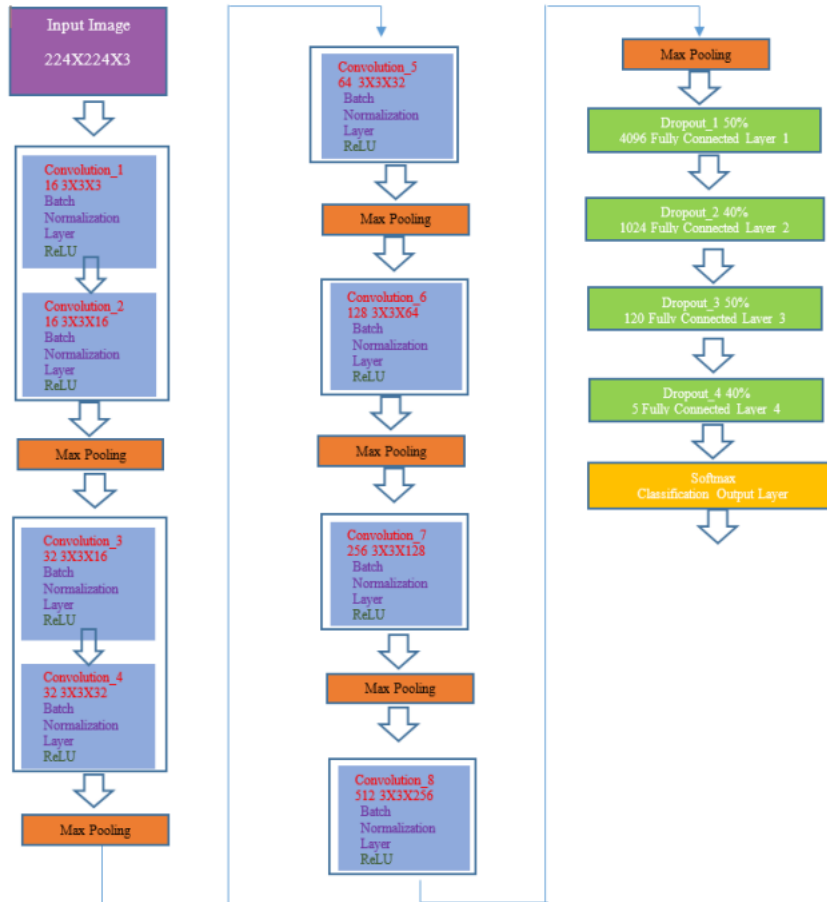 Input Image
224X224X3
Convolution_1
16 3X3X3
Batch
Normalization
Layer
ReLU
Convolution_2
16 3X3X16
Batch
Normalization
Layer
ReLU
Max Pooling
Convolution_3
32 3X3X16
Batch
Normalization
Layer
ReLU
Convolution_4
32 3X3X32
Batch
Normalization
Layer
ReLU
Max Pooling
Convolution_5
64 3X3X32
Batch
Normalization
Layer
ReLU
Max Pooling
Convolution_6
128 3X3X64
Batch
Normalization
Layer
ReLU
Max Pooling
Convolution_7
256 3X3X128
Batch
Normalization
Layer
ReLU
Max Pooling
Convolution_8
512 3X3X256
Batch
Normalization
Layer
ReLU
Max Pooling
Dropout_1 50%
4096 Fully Connected Layer 1
Dropout_2 40%
1024 Fully Connected Layer 2
Dropout_3 50%
120 Fully Connected Layer 3
Dropout_4 40%
5 Fully Connected Layer 4
Softmax
Classification Output Layer